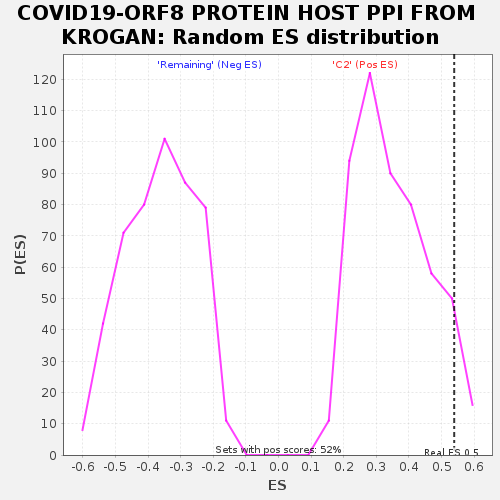 COVID19-ORF8 PROTEIN HOST PPI FROM
KROGAN: Random ES distribution
'Remaining' (Neg ES)
'C2' (Pos ES)
P(ES)
120
110
100
90
80
70
60
50
40
30
20
10
0
Sets with pos scores: 52%
Real ES 0.5
-0.6 -0.5 -0.4 -0.3 -0.2 -0.1 0.0 0.1 0.2 0.3 0.4 0.5 0.6
ES